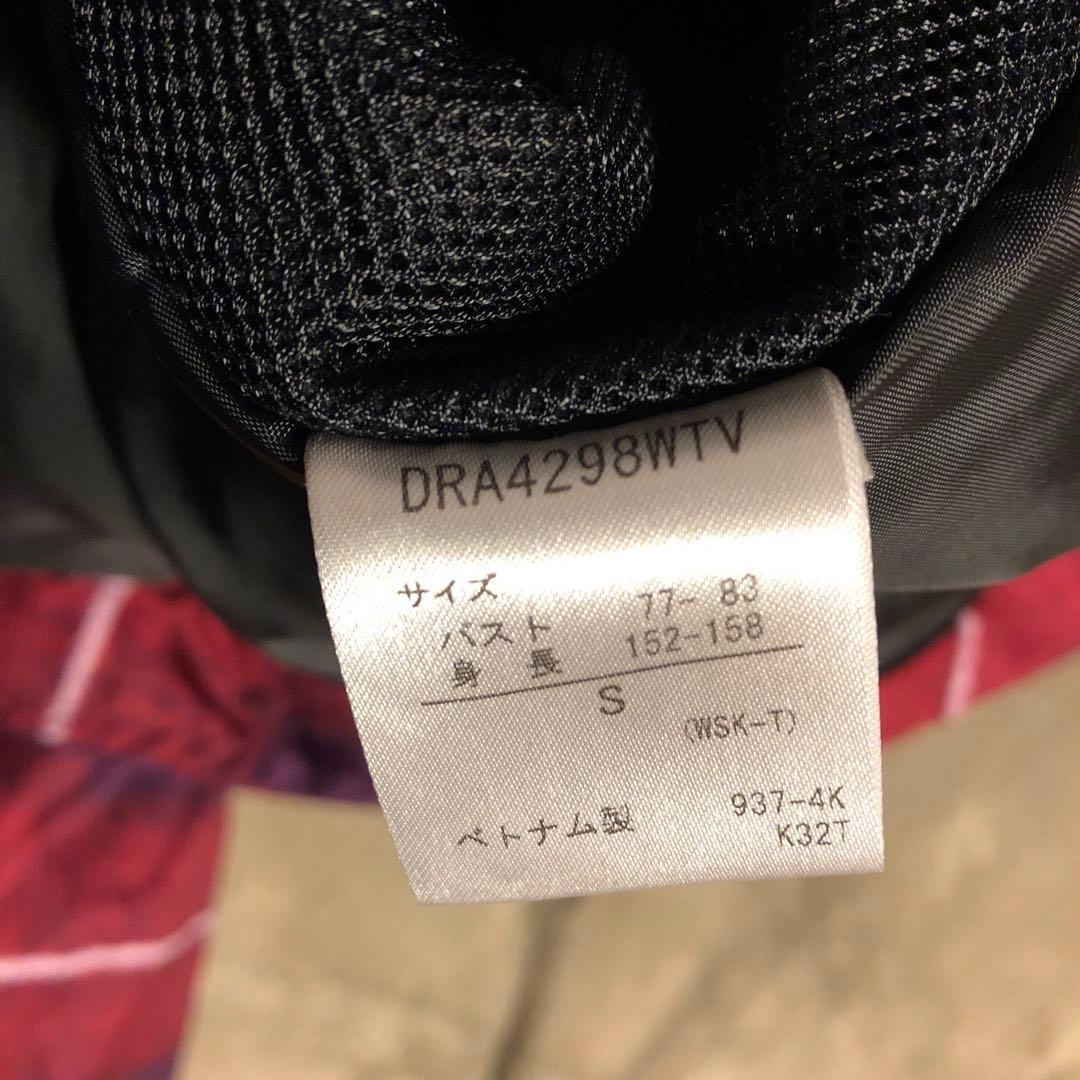 DRA4298WTV
サイズ
バスト 77- 83
身 長 152-158
S
(WSK-T)
ベトナム製 937-4K
K32T